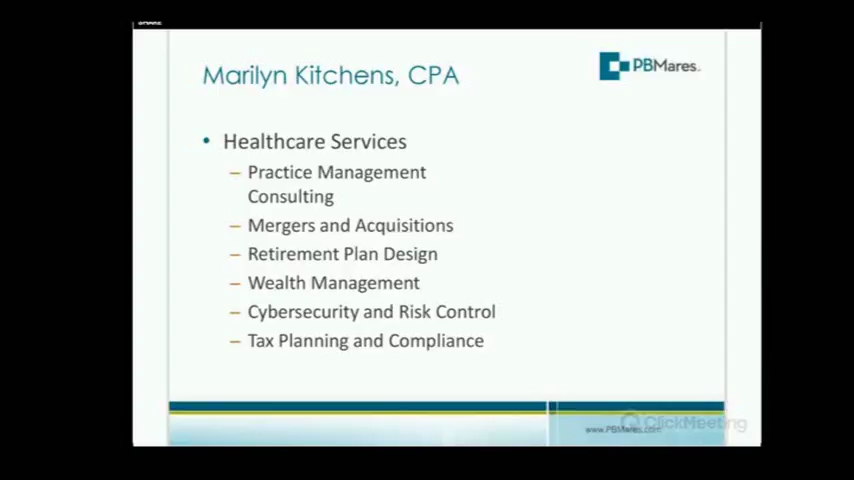 SHARE
Marilyn Kitchens, CPA
PBMares
• Healthcare Services
– Practice Management
Consulting
– Mergers and Acquisitions
– Retirement Plan Design
– Wealth Management
– Cybersecurity and Risk Control
– Tax Planning and Compliance
www.PBMares.com
ClickMeeting